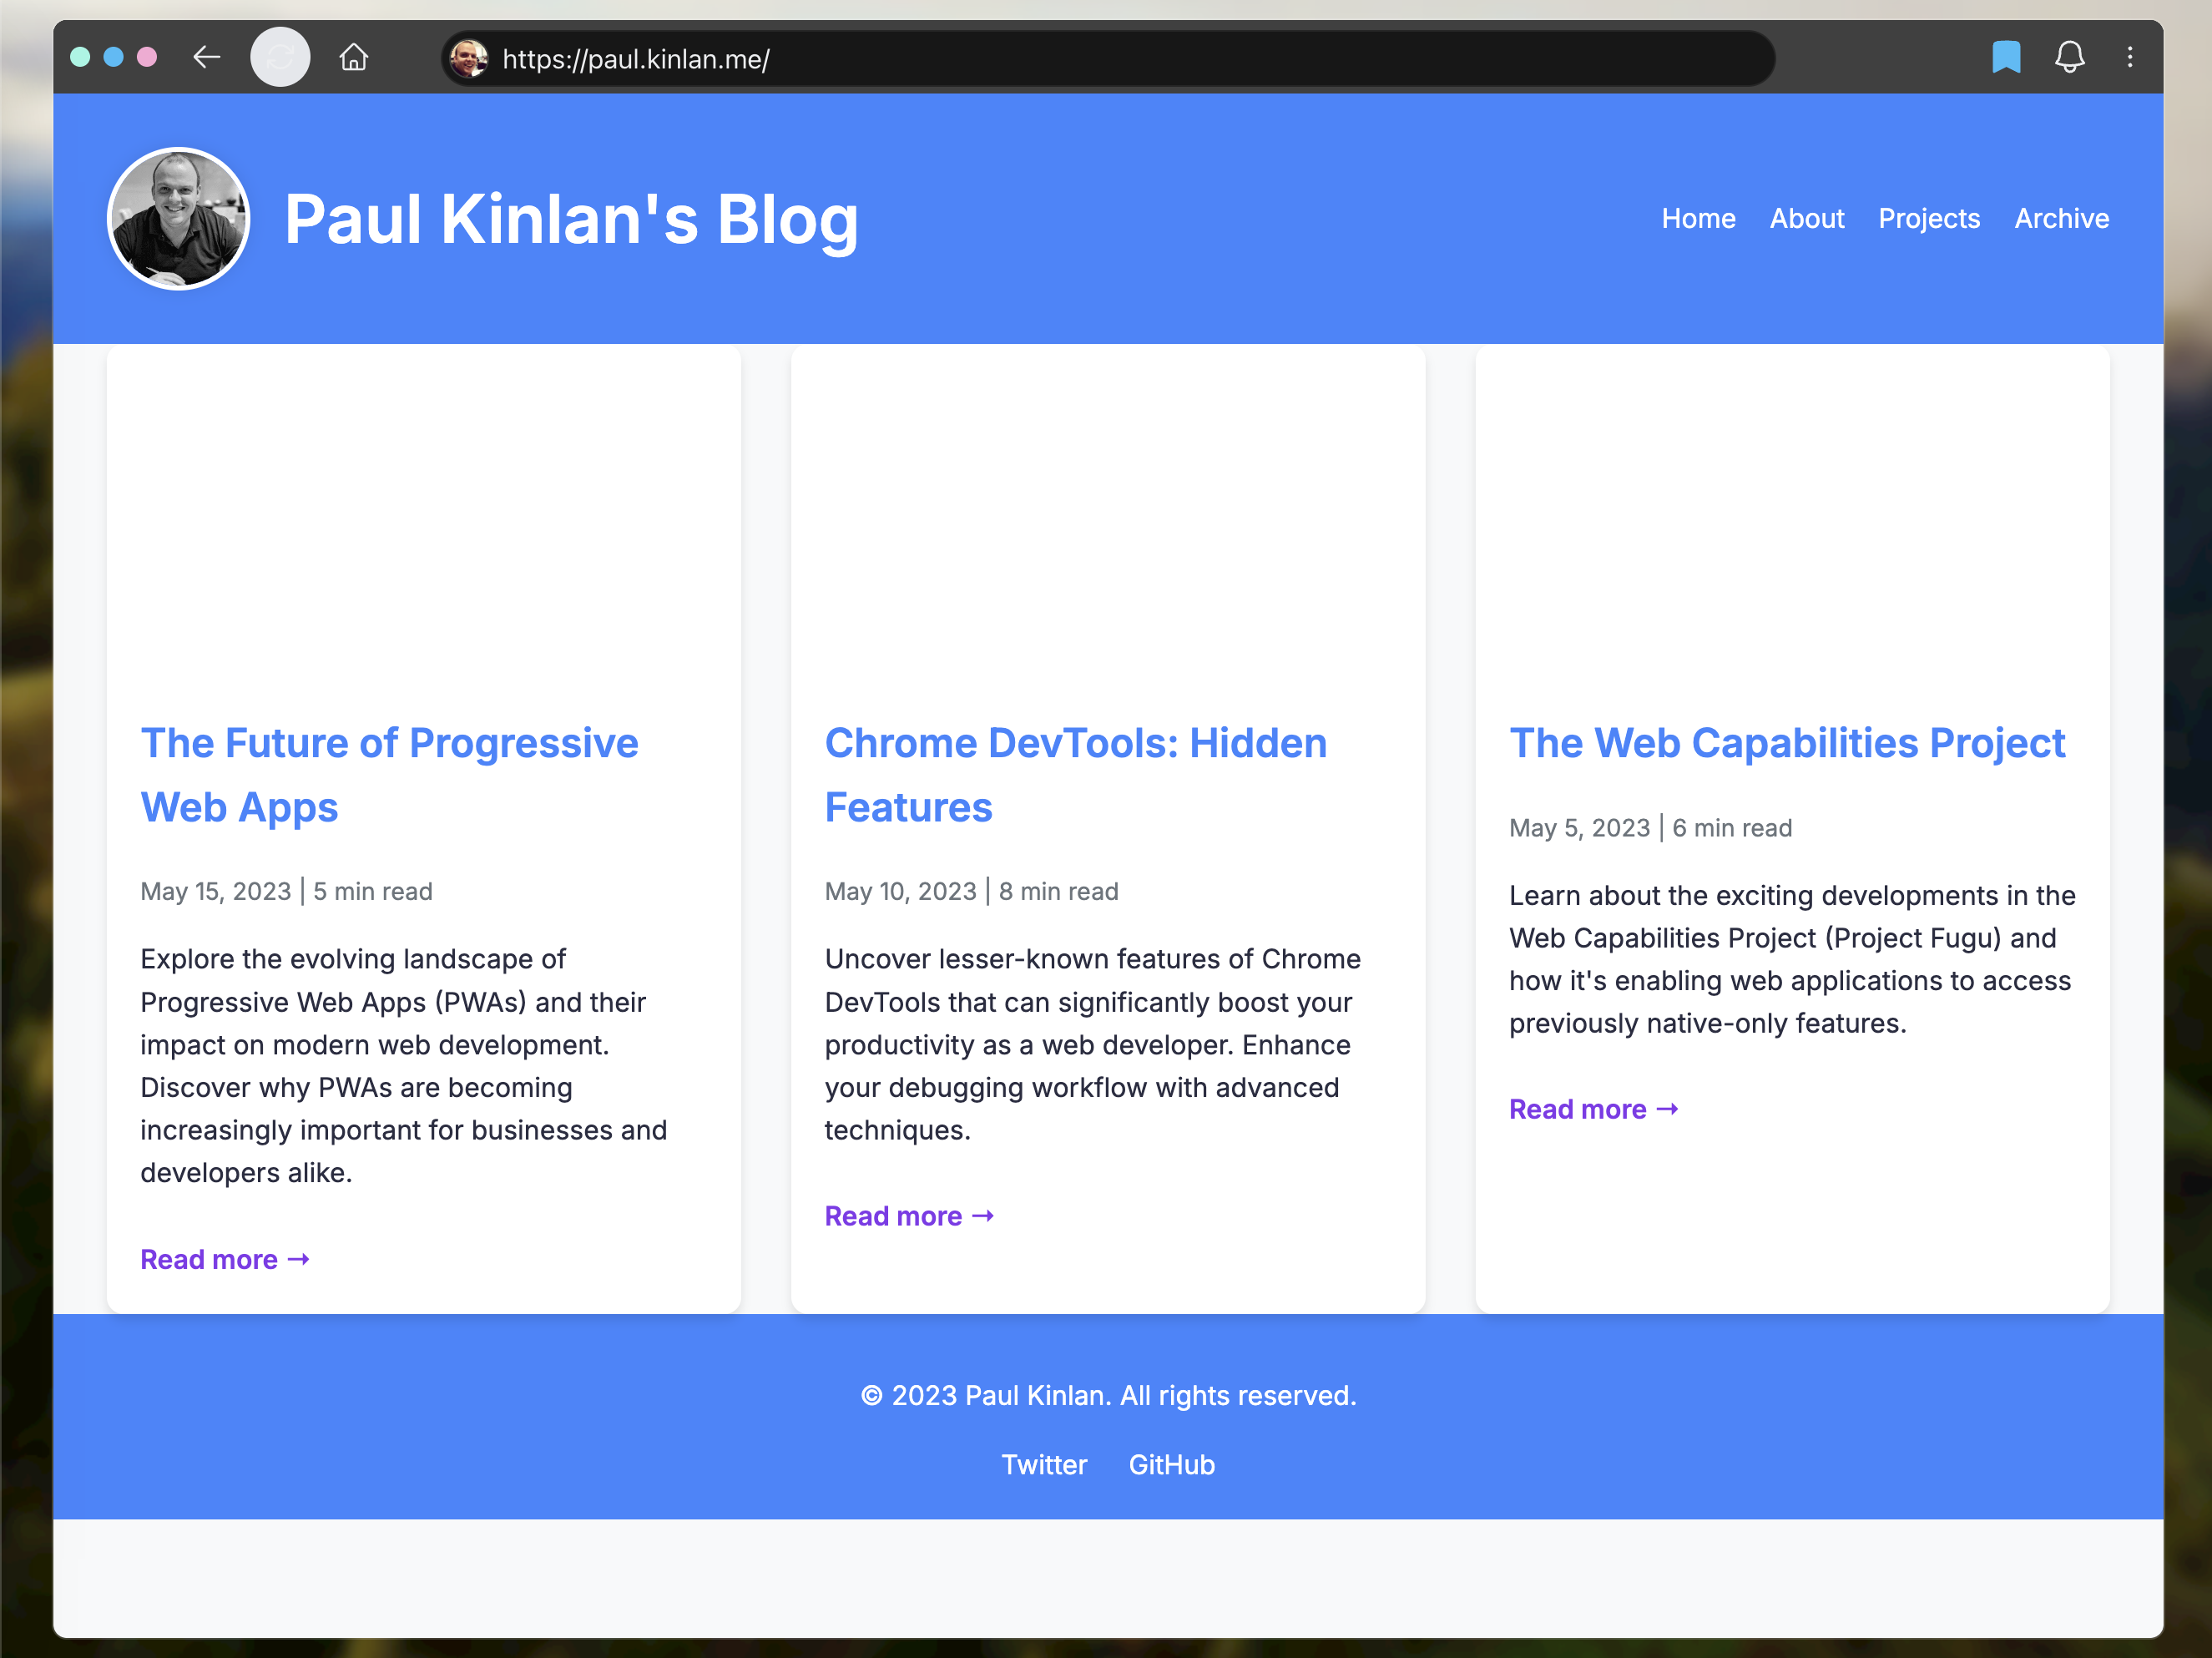 https://paul.kinlan.me/
Paul Kinlan's Blog
Home About Projects Archive
The Future of Progressive
Web Apps
May 15, 2023 | 5 min read
Explore the evolving landscape of
Progressive Web Apps (PWAs) and their
impact on modern web development.
Discover why PWAs are becoming
increasingly important for businesses and
developers alike.
Read more →
Chrome DevTools: Hidden
Features
May 10, 2023 | 8 min read
Uncover lesser-known features of Chrome
DevTools that can significantly boost your
productivity as a web developer. Enhance
your debugging workflow with advanced
techniques.
Read more →
The Web Capabilities Project
May 5, 2023 | 6 min read
Learn about the exciting developments in the
Web Capabilities Project (Project Fugu) and
how it's enabling web applications to access
previously native-only features.
Read more →
© 2023 Paul Kinlan. All rights reserved.
Twitter GitHub